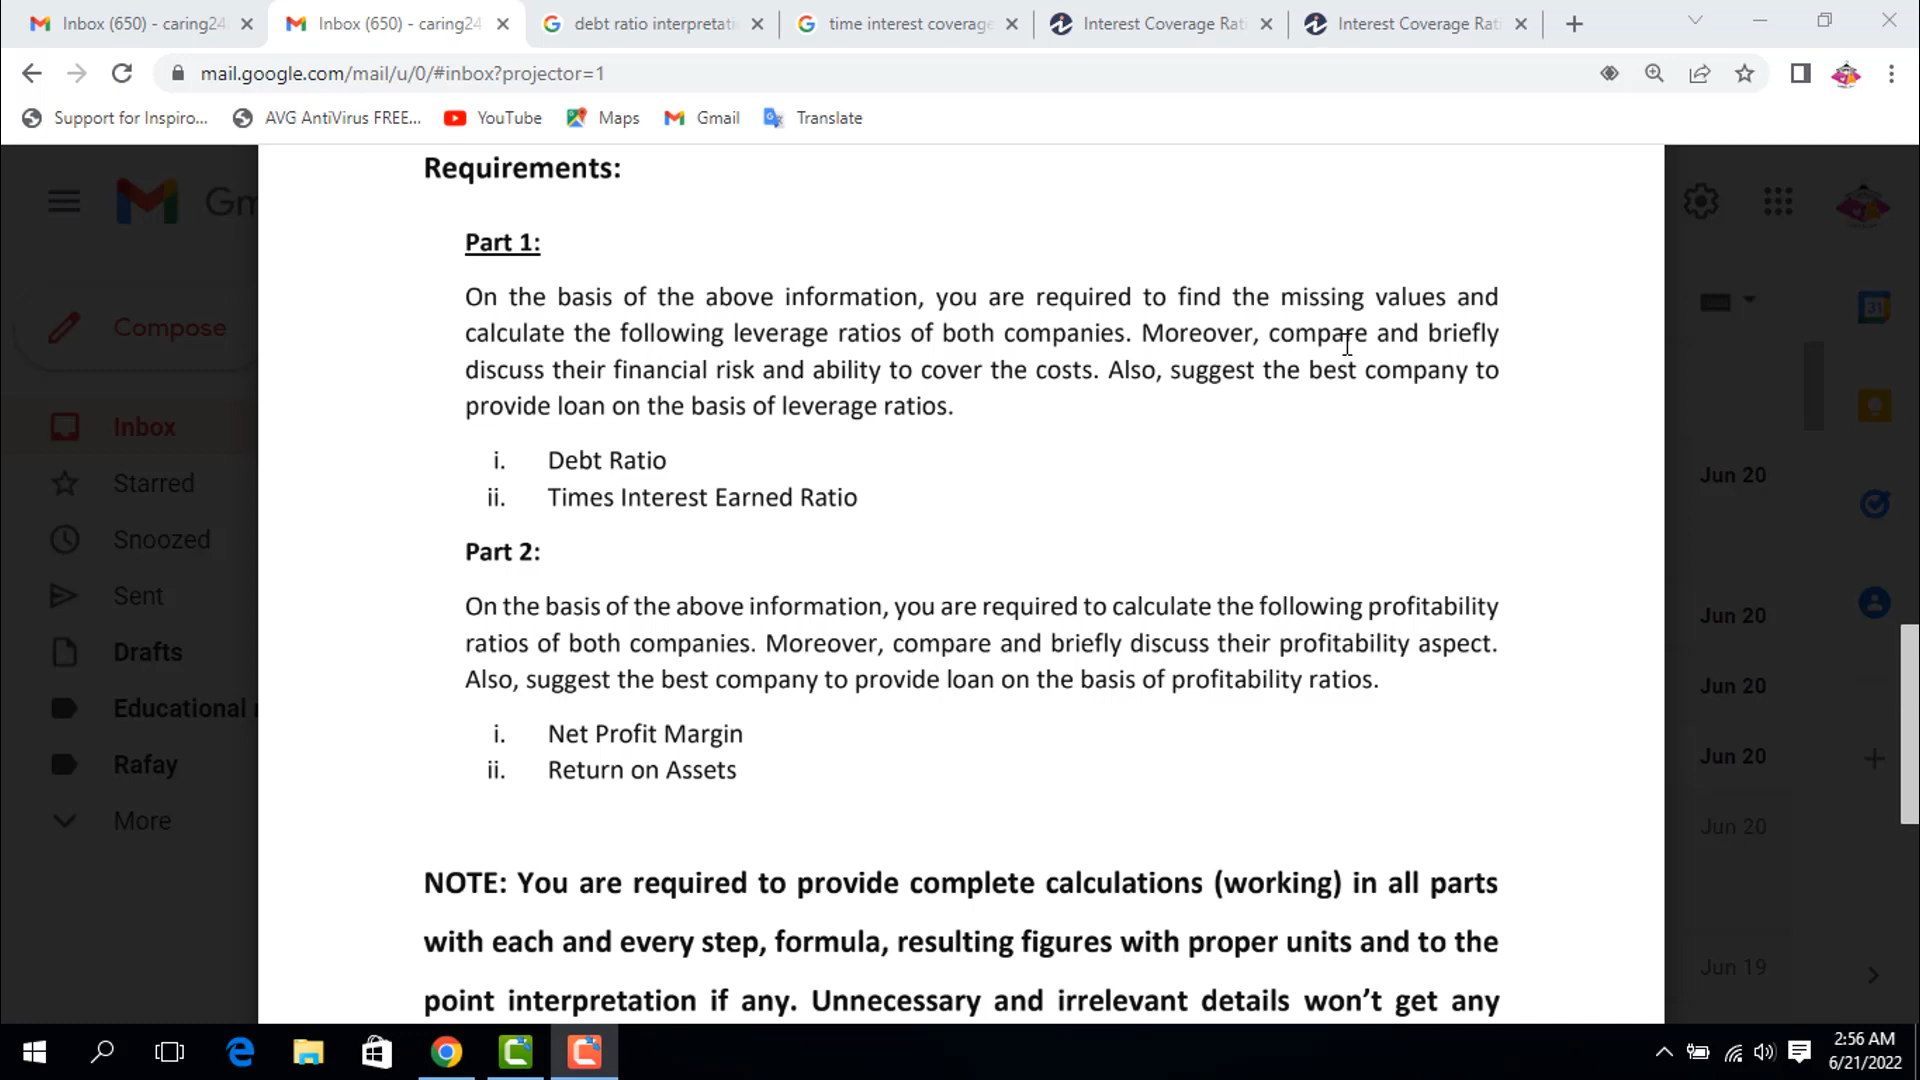 Inbox (650) - caring24
Inbox (650) - caring24
debt ratio interpretati
time interest coverage
Interest Coverage Rati
Interest Coverage Rati
mail.google.com/mail/u/0/#inbox?projector=1
Support for Inspiro...
AVG AntiVirus FREE...
YouTube
Maps
Gmail
Translate
Requirements:
Part 1:
On the basis of the above information, you are required to find the missing values and
calculate the following leverage ratios of both companies. Moreover, compare and briefly
discuss their financial risk and ability to cover the costs. Also, suggest the best company to
provide loan on the basis of leverage ratios.
i. Debt Ratio
ii. Times Interest Earned Ratio
Part 2:
On the basis of the above information, you are required to calculate the following profitability
ratios of both companies. Moreover, compare and briefly discuss their profitability aspect.
Also, suggest the best company to provide loan on the basis of profitability ratios.
i. Net Profit Margin
ii. Return on Assets
NOTE: You are required to provide complete calculations (working) in all parts
with each and every step, formula, resulting figures with proper units and to the
point interpretation if any. Unnecessary and irrelevant details won't get any
Gm
Compose
Inbox
Starred
Snoozed
Sent
Drafts
Educational
Rafay
More
31
Jun 20
Jun 20
Jun 20
Jun 20
Jun 20
Jun 19
2:56 AM
6/21/2022